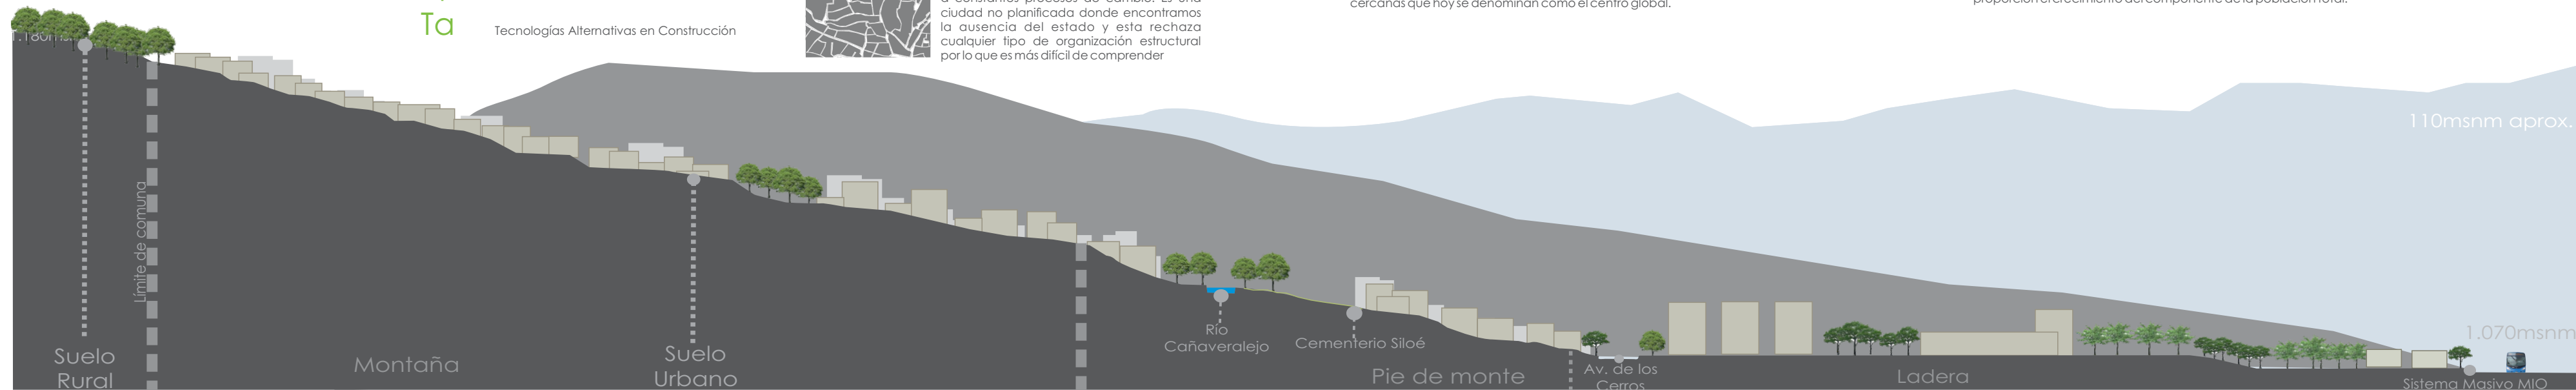 Ta
Tecnologías Alternativas en Construcción
ciudad no planificada donde encontramos
la ausencia del estado y esta rechaza
cualquier tipo de organización estructural
por lo que es más difícil de comprender
cercanas que hoy se denominan como el centro global.
110msnm aprox.
Límite de comuna
1.070msnm
Suelo
Rural
Montaña
Suelo
Urbano
Río
Cañaveralejo
Cementerio Siloé
Pie de monte
Av. de los
Cerros
Ladera
Sistema Masivo MIO